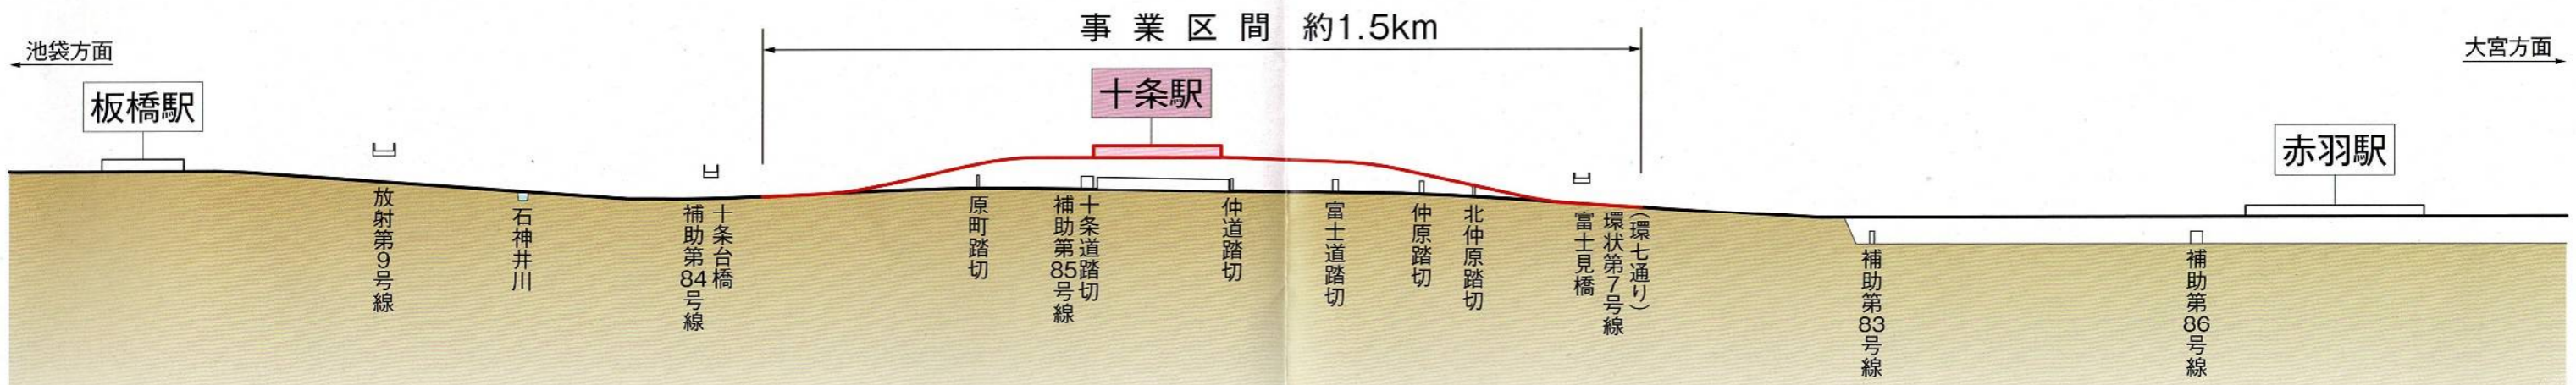 事業区間 約1.5km
池袋方面
大宮方面
板橋駅
十条駅
赤羽駅
放射第9号線
石神井川
補助第84号線
十条台橋
原町踏切
補助第85号線
十条道踏切
仲道踏切
富士道踏切
仲原踏切
北仲原踏切
富士見橋
環状第7号線
(環七通り)
補助第83号線
補助第86号線